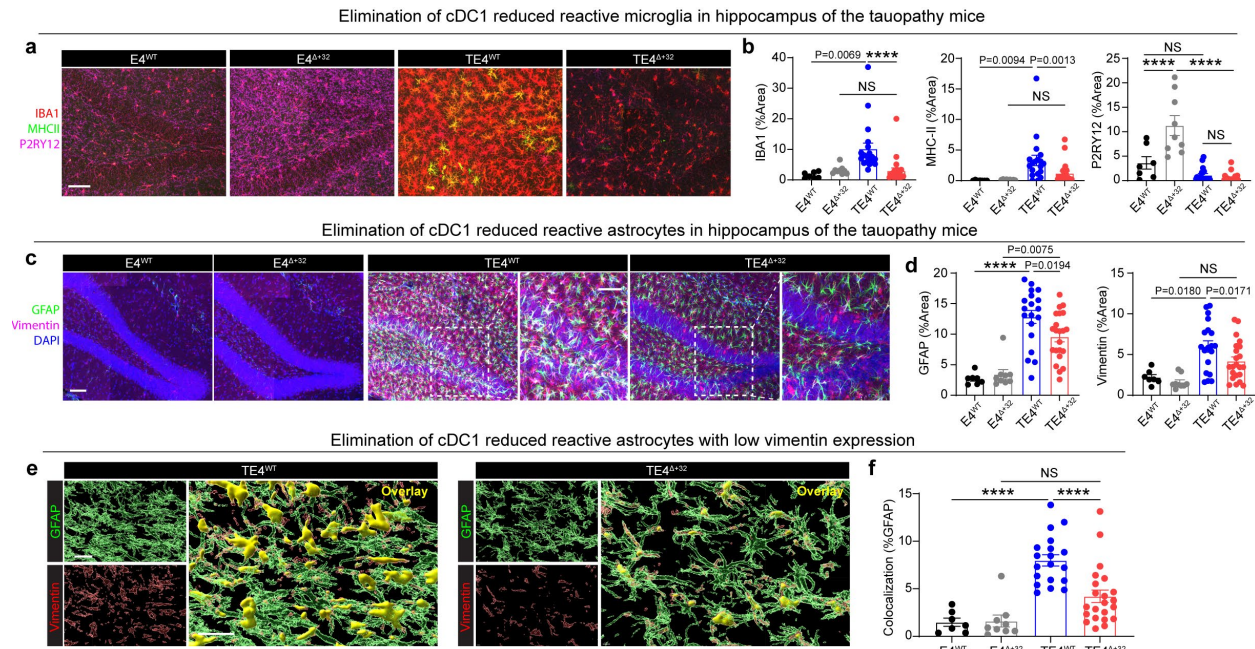 Elimination of cDC1 reduced reactive microglia in hippocampus of the tauopathy mice
a
E4WT
E4Δ+32
TE4WT
TE4Δ+32
IBA1
MHCII
P2RY12
b
IBA1 (%Area)
40
30
20
10
0
P=0.0069
****
NS
E4WT
E4Δ+32
TE4WT
TE4Δ+32
MHC-II (%Area)
20
15
10
5
0
P=0.0094
P=0.0013
NS
E4WT
E4Δ+32
TE4WT
TE4Δ+32
P2RY12 (%Area)
25
20
15
10
5
0
NS
****
****
NS
E4WT
E4Δ+32
TE4WT
TE4Δ+32
Elimination of cDC1 reduced reactive astrocytes in hippocampus of the tauopathy mice
c
E4WT
E4Δ+32
TE4WT
TE4Δ+32
GFAP
Vimentin
DAPI
d
GFAP (%Area)
20
15
10
5
0
P=0.0075
****
P=0.0194
E4WT
E4Δ+32
TE4WT
TE4Δ+32
Vimentin (%Area)
15
10
5
0
NS
P=0.0180
P=0.0171
E4WT
E4Δ+32
TE4WT
TE4Δ+32
Elimination of cDC1 reduced reactive astrocytes with low vimentin expression
e
TE4WT
GFAP
Vimentin
Overlay
TE4Δ+32
GFAP
Vimentin
Overlay
f
Colocalization (%GFAP)
15
10
5
0
NS
****
****
E4WT
E4Δ+32
TE4WT
TE4Δ+32